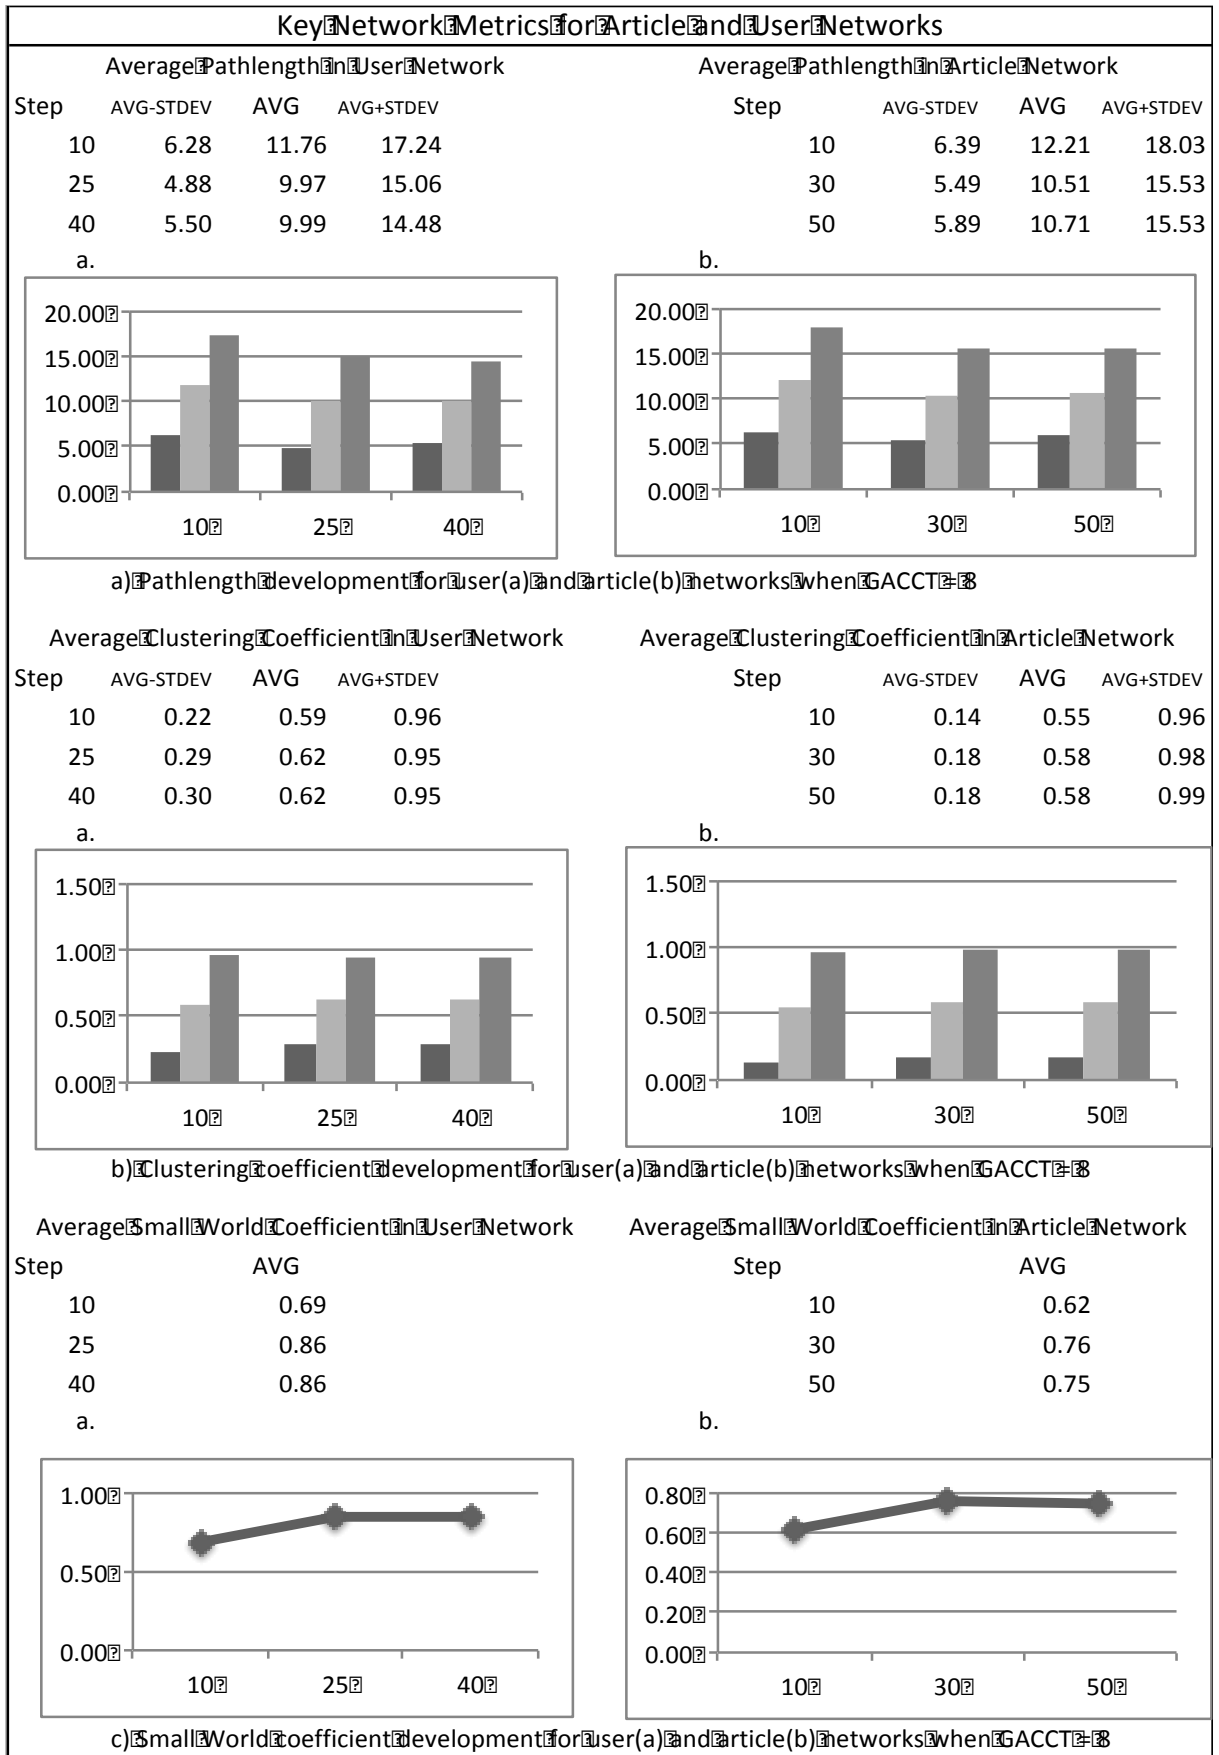 Key Network Metrics for Article and User Networks
Average Pathlength in User Network
Step AVG-STDEV AVG AVG+STDEV
10 6.28 11.76 17.24
25 4.88 9.97 15.06
40 5.50 9.99 14.48
a.
Average Pathlength in Article Network
Step AVG-STDEV AVG AVG+STDEV
10 6.39 12.21 18.03
30 5.49 10.51 15.53
50 5.89 10.71 15.53
b.
20.00
15.00
10.00
5.00
0.00
10 25 40
20.00
15.00
10.00
5.00
0.00
10 30 50
a) Pathlength development for user(a) and article(b) networks when GACCT = 8
Average Clustering Coefficient in User Network
Step AVG-STDEV AVG AVG+STDEV
10 0.22 0.59 0.96
25 0.29 0.62 0.95
40 0.30 0.62 0.95
a.
Average Clustering Coefficient in Article Network
Step AVG-STDEV AVG AVG+STDEV
10 0.14 0.55 0.96
30 0.18 0.58 0.98
50 0.18 0.58 0.99
b.
1.50
1.00
0.50
0.00
10 25 40
1.50
1.00
0.50
0.00
10 30 50
b) Clustering coefficient development for user(a) and article(b) networks when GACCT = 8
Average Small World Coefficient in User Network
Step AVG
10 0.69
25 0.86
40 0.86
a.
Average Small World Coefficient in Article Network
Step AVG
10 0.62
30 0.76
50 0.75
b.
1.00
0.50
0.00
10 25 40
0.80
0.60
0.40
0.20
0.00
10 30 50
c) Small World coefficient development for user(a) and article(b) networks when GACCT = 8